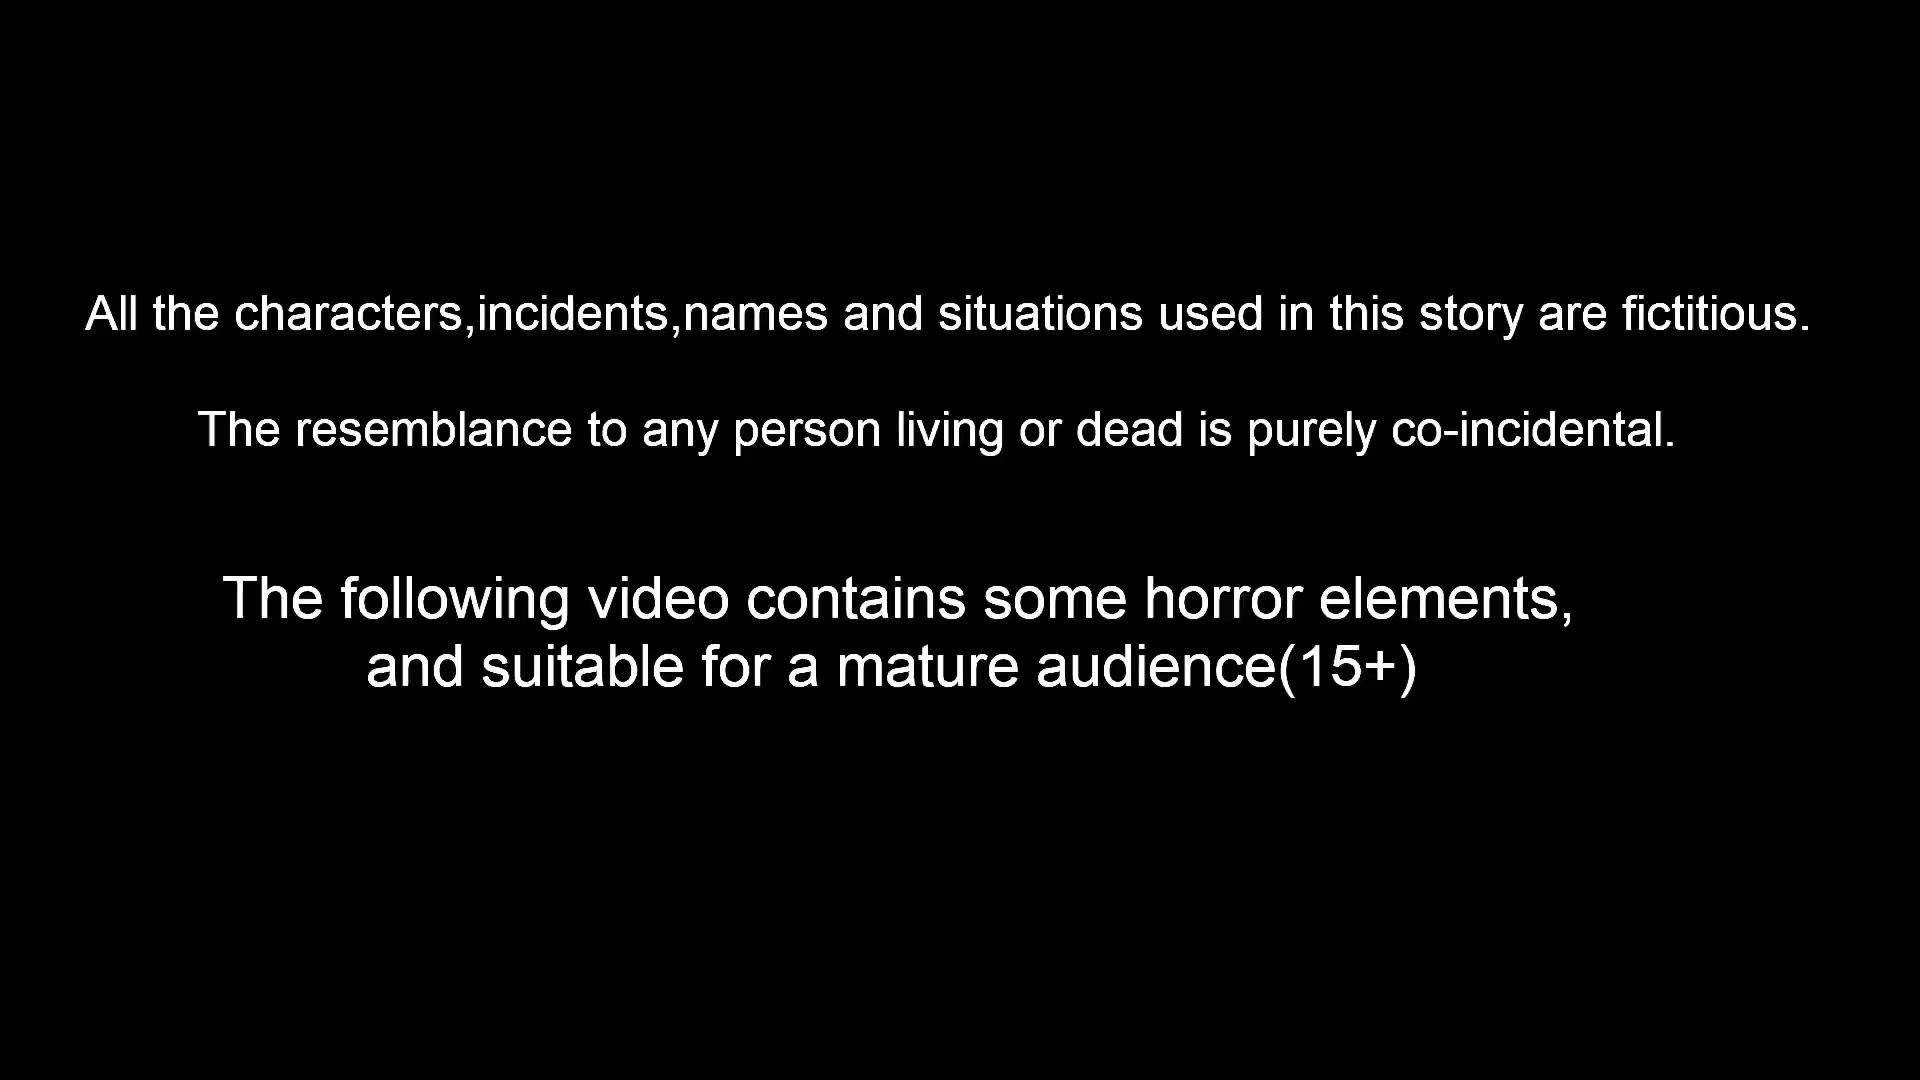 All the characters,incidents,names and situations used in this story are fictitious.
The resemblance to any person living or dead is purely co-incidental.
The following video contains some horror elements,
and suitable for a mature audience(15+)